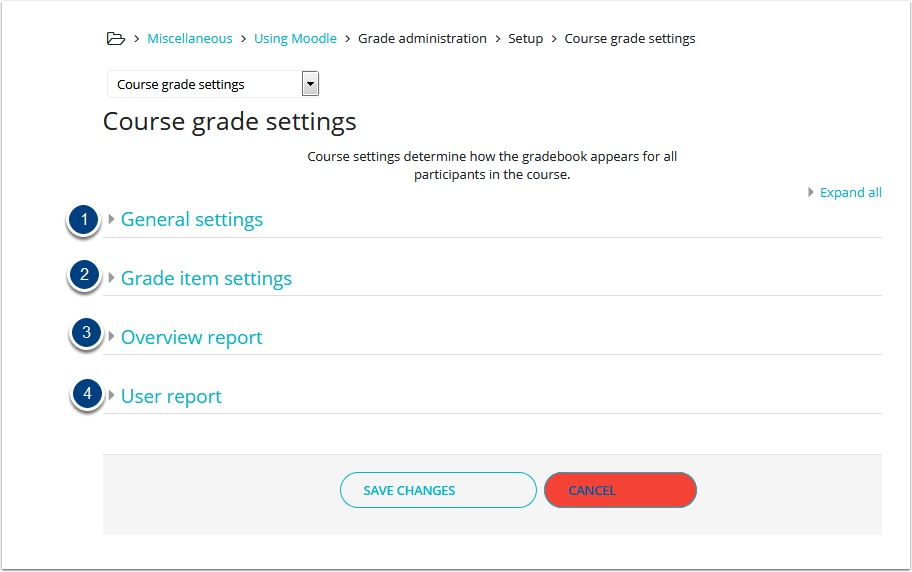 Miscellaneous > Using Moodle > Grade administration > Setup > Course grade settings
Course grade settings
Course grade settings
Course settings determine how the gradebook appears for all
participants in the course.
Expand all
1 General settings
2 Grade item settings
3 Overview report
4 User report
SAVE CHANGES CANCEL